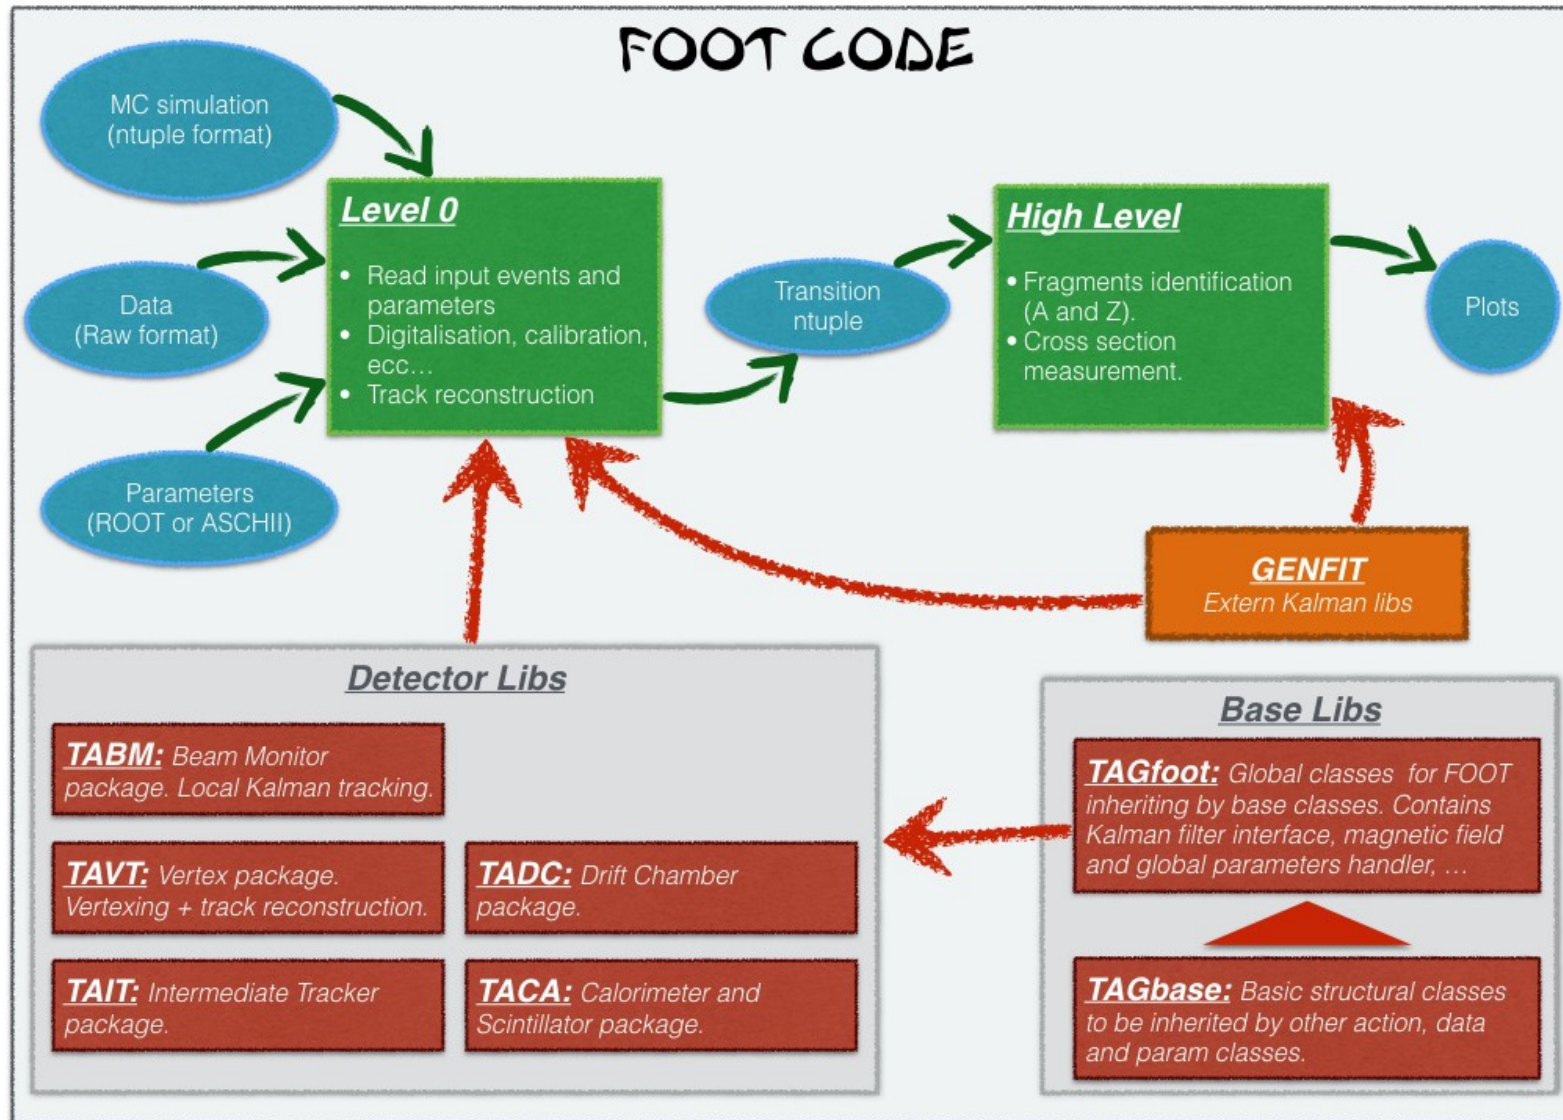 FOOT CODE
MC simulation
(ntuple format)
Data
(Raw format)
Parameters
(ROOT or ASCHII)
Level 0
• Read input events and
parameters
• Digitalisation, calibration,
ecc...
• Track reconstruction
Transition
ntuple
High Level
• Fragments identification
(A and Z).
• Cross section
measurement.
Plots
GENFIT
Extern Kalman libs
Detector Libs
TABM: Beam Monitor
package. Local Kalman tracking.
TAVT: Vertex package.
Vertexing + track reconstruction.
TADC: Drift Chamber
package.
TAIT: Intermediate Tracker
package.
TACA: Calorimeter and
Scintillator package.
Base Libs
TAGfoot: Global classes for FOOT
inheriting by base classes. Contains
Kalman filter interface, magnetic field
and global parameters handler, ...
TAGbase: Basic structural classes
to be inherited by other action, data
and param classes.